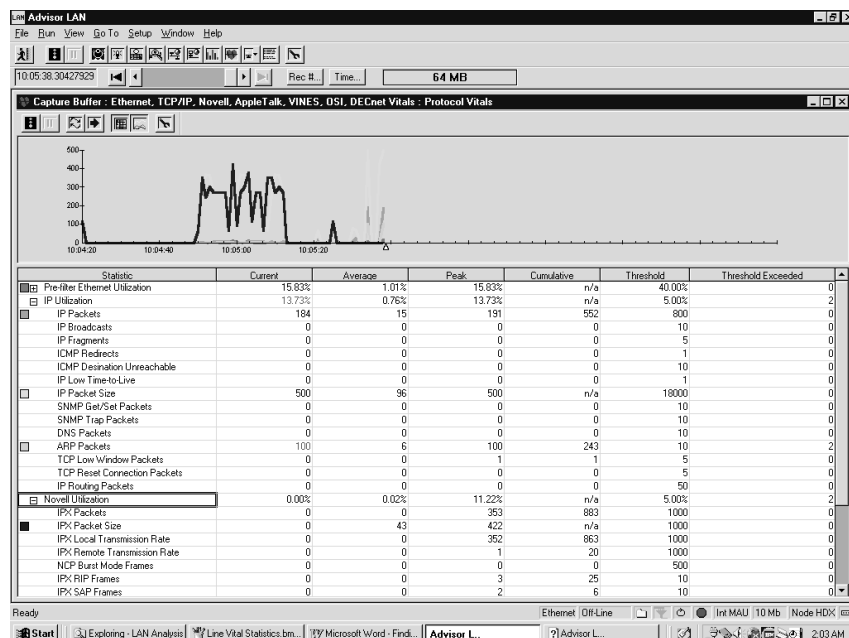 LAN Advisor LAN
File Run View Go To Setup Window Help
10:05:38.30427929 Rec #... Time... 64 MB
Capture Buffer : Ethernet, TCP/IP, Novell, AppleTalk, VINES, OSI, DECnet Vitals : Protocol Vitals
500
400
300
200
100
0
10:04:20 10:04:40 10:05:00 10:05:20
Statistic Current Average Peak Cumulative Threshold Threshold Exceeded
Pre-filter Ethernet Utilization 15.83% 1.01% 15.83% n/a 40.00% 0
IP Utilization 13.73% 0.76% 13.73% n/a 5.00% 2
IP Packets 184 15 191 552 800 0
IP Broadcasts 0 0 0 0 10 0
IP Fragments 0 0 0 0 5 0
ICMP Redirects 0 0 0 0 1 0
ICMP Desination Unreachable 0 0 0 0 10 0
IP Low Time-to-Live 0 0 0 0 1 0
IP Packet Size 500 96 500 n/a 18000 0
SNMP Get/Set Packets 0 0 0 0 10 0
SNMP Trap Packets 0 0 0 0 10 0
DNS Packets 0 0 0 0 10 0
ARP Packets 100 6 100 243 10 2
TCP Low Window Packets 0 0 1 1 5 0
TCP Reset Connection Packets 0 0 0 0 5 0
IP Routing Packets 0 0 0 0 50 0
Novell Utilization 0.00% 0.02% 11.22% n/a 5.00% 2
IPX Packets 0 0 353 883 1000 0
IPX Packet Size 0 43 422 n/a 1000 0
IPX Local Transmission Rate 0 0 352 863 1000 0
IPX Remote Transmission Rate 0 0 1 20 1000 0
NCP Burst Mode Frames 0 0 0 0 500 0
IPX RIP Frames 0 0 3 25 10 0
IPX SAP Frames 0 0 2 6 10 0
Ready Ethernet Off-Line Int MAU 10 Mb Node HDX
Start Exploring - LAN Analysis Line Vital Statistics.bm... Microsoft Word - Findi... Advisor L... Advisor L... 2:03 AM